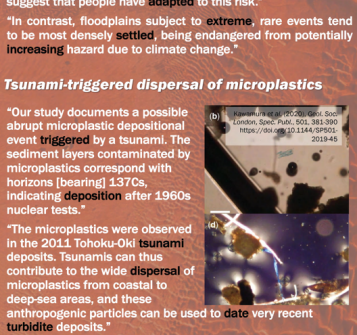 suggest that people have adapted to this risk.
"In contrast, floodplains subject to extreme, rare events tend
to be most densely settled, being endangered from potentially
increasing hazard due to climate change."
Tsunami-triggered dispersal of microplastics
"Our study documents a possible
abrupt microplastic depositional
event triggered by a tsunami. The
sediment layers contaminated by
microplastics correspond with
horizons [bearing] 137Cs,
indicating deposition after 1960s
nuclear tests."
(b)
Kawamura et al. (2020): Geol. Soc.
London, Spec. Publ., 501, 381-390
https://doi.org/10.1144/SP501-
2019-45
"The microplastics were observed
in the 2011 Tohoku-Oki tsunami
deposits. Tsunamis can thus
contribute to the wide dispersal of
microplastics from coastal to
deep-sea areas, and these
anthropogenic particles can be used to date very recent
turbidite deposits."
(d)